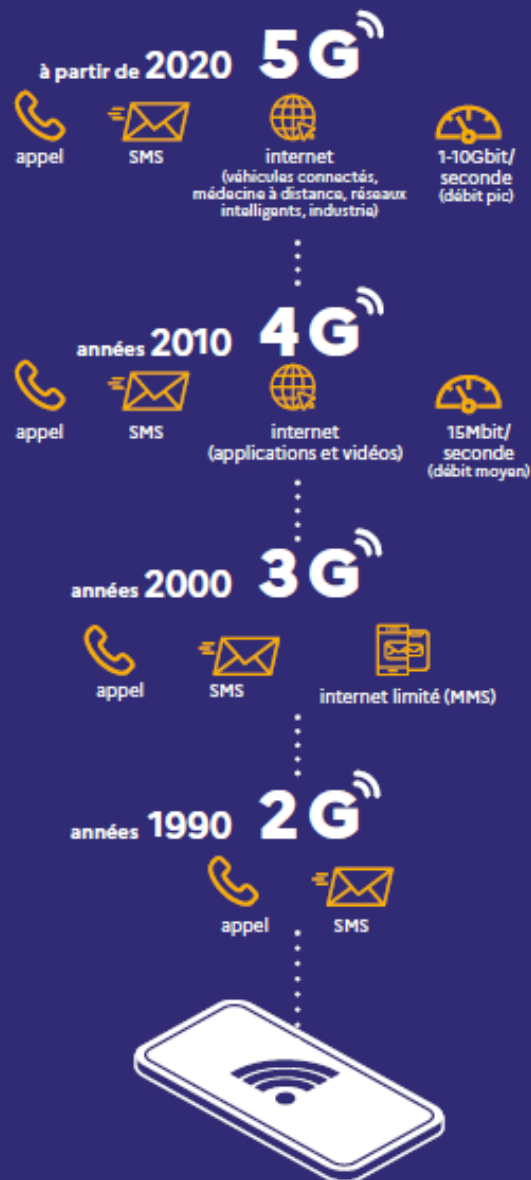 à partir de 2020 5G
appel
SMS
internet
(véhicules connectés,
médecine à distance, réseaux
intelligents, industrie)
1-10Gbit/
seconde
(débit pic)
années 2010 4G
appel
SMS
internet
(applications et vidéos)
15Mbit/
seconde
(débit moyen)
années 2000 3G
appel
SMS
internet limité (MMS)
années 1990 2G
appel
SMS